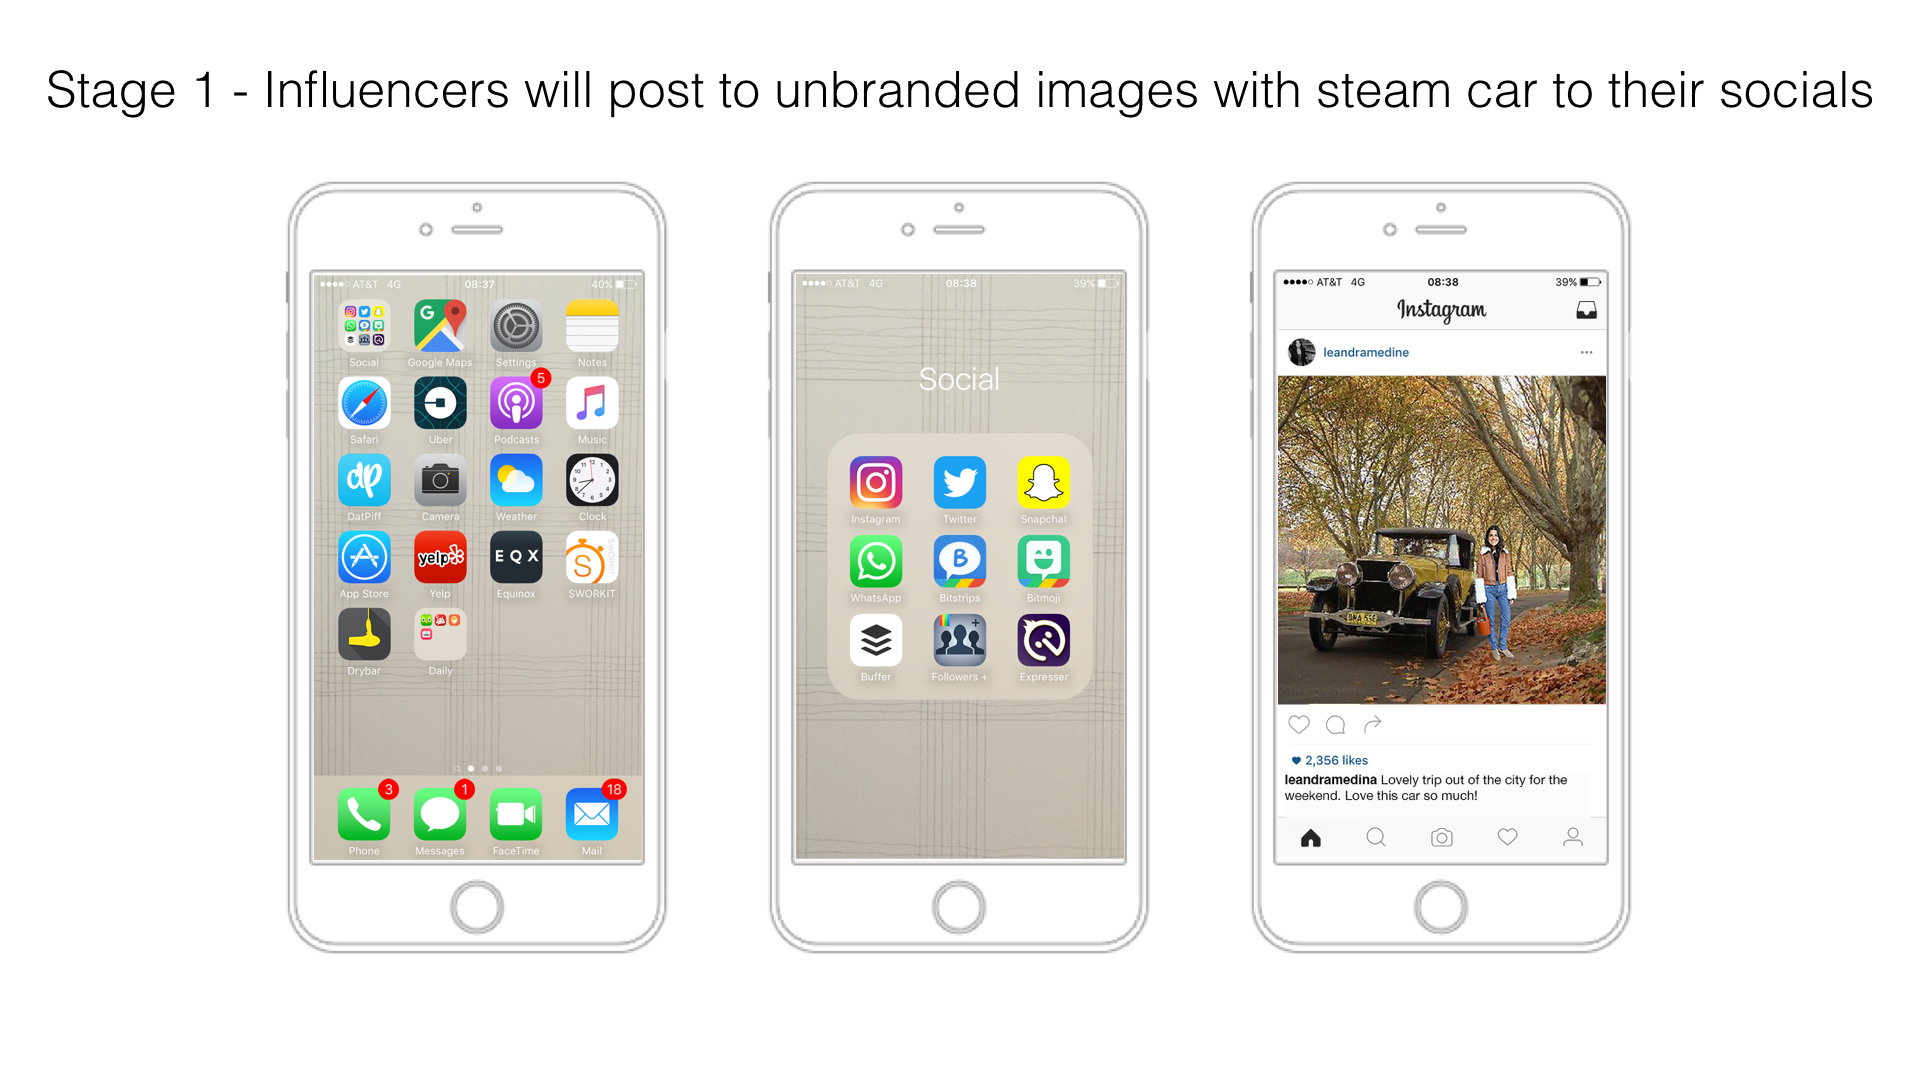 Stage 1 - Influencers will post to unbranded images with steam car to their socials
AT&T 4G 08:37 40%
Social Google Maps Settings Notes
5
Safari Uber Podcasts Music
DatPiff Camera Weather Clock
yelp EQX S
App Store Yelp Equinox SWORKIT
Drybar Daily
3 1 18
Phone Messages FaceTime Mail
AT&T 4G 08:38 39%
Social
Instagram Twitter Snapchat
B
WhatsApp Bitstrips Bitmoji
Buffer Followers + Expresser
AT&T 4G 08:38 39%
Instagram
leandramedine
2,356 likes
leandramedina Lovely trip out of the city for the
weekend. Love this car so much!